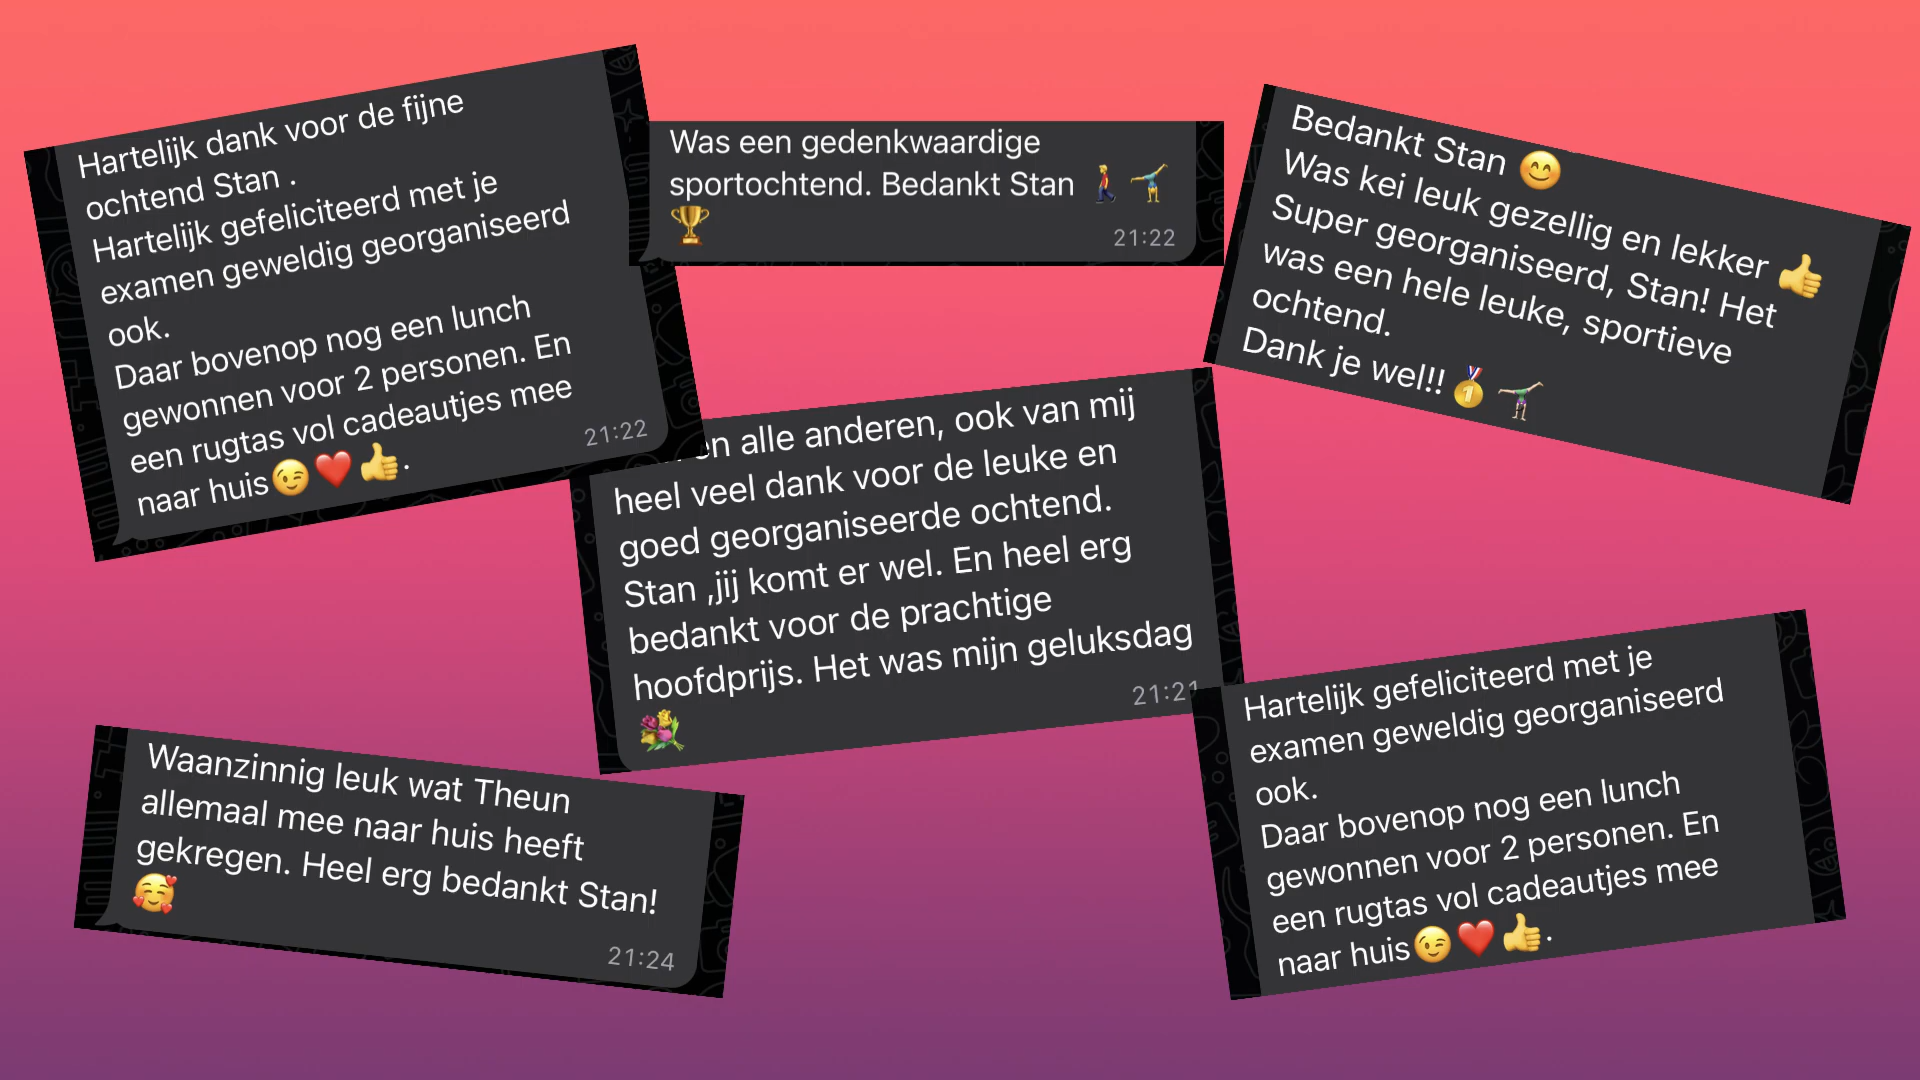 Hartelijk dank voor de fijne
ochtend Stan .
Hartelijk gefeliciteerd met je
examen geweldig georganiseerd
ook.
Daar bovenop nog een lunch
gewonnen voor 2 personen. En
een rugtas vol cadeautjes mee
naar huis😉❤️👍.
21:22
Was een gedenkwaardige
sportochtend. Bedankt Stan 🚶🤸
🏆
21:22
Bedankt Stan 😊
Was kei leuk gezellig en lekker 👍
Super georganiseerd, Stan! Het
was een hele leuke, sportieve
ochtend.
Dank je wel!!🥇🤸
alle anderen, ook van mij
heel veel dank voor de leuke en
goed georganiseerde ochtend.
Stan ,jij komt er wel. En heel erg
bedankt voor de prachtige
hoofdprijs. Het was mijn geluksdag
💐
21:21
Waanzinnig leuk wat Theun
allemaal mee naar huis heeft
gekregen. Heel erg bedankt Stan!
🥰
21:24
Hartelijk gefeliciteerd met je
examen geweldig georganiseerd
ook.
Daar bovenop nog een lunch
gewonnen voor 2 personen. En
een rugtas vol cadeautjes mee
naar huis😉❤️👍.